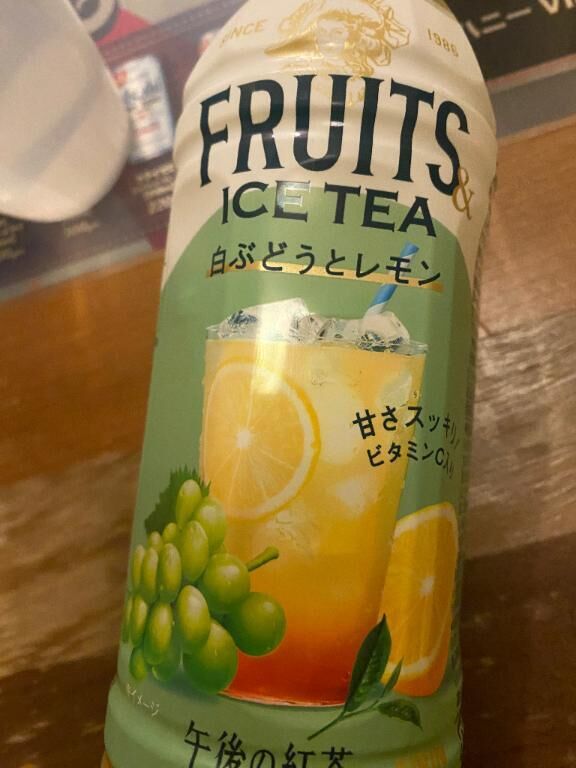 SINCE 1986
FRUITS
& ICE TEA
白ぶどうとレモン
甘さスッキリ!
ビタミンC入り
※イメージ
午後の紅茶